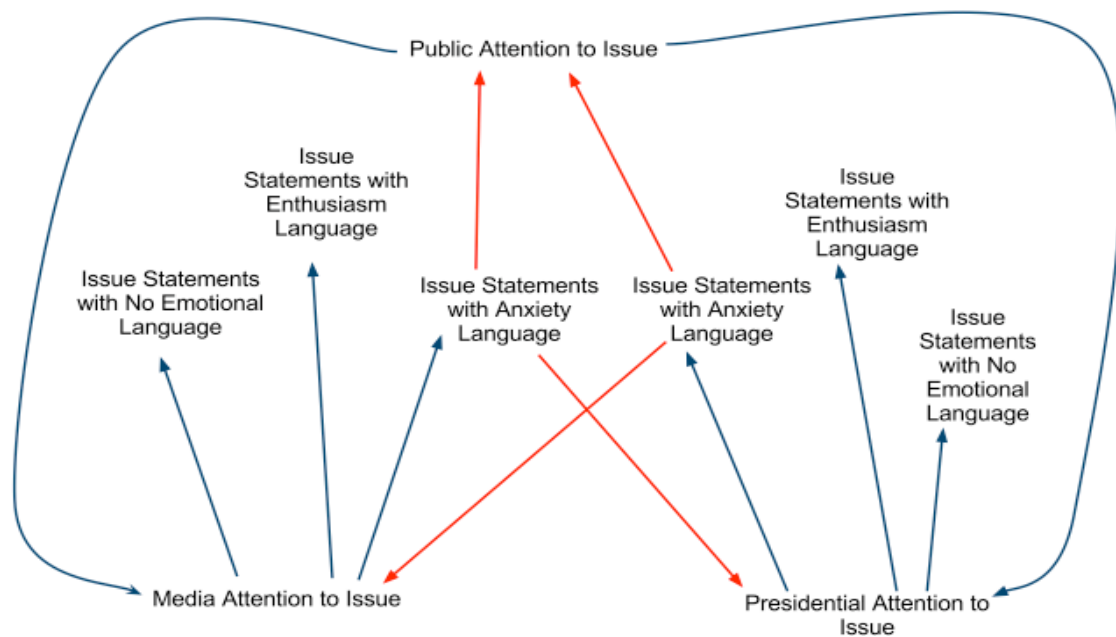 Public Attention to Issue
Issue
Statements with
Enthusiasm
Language
Issue
Statements with
Enthusiasm
Language
Issue Statements
with No Emotional
Language
Issue Statements
with Anxiety
Language
Issue Statements
with Anxiety
Language
Issue
Statements
with No
Emotional
Language
Media Attention to Issue
Presidential Attention to
Issue